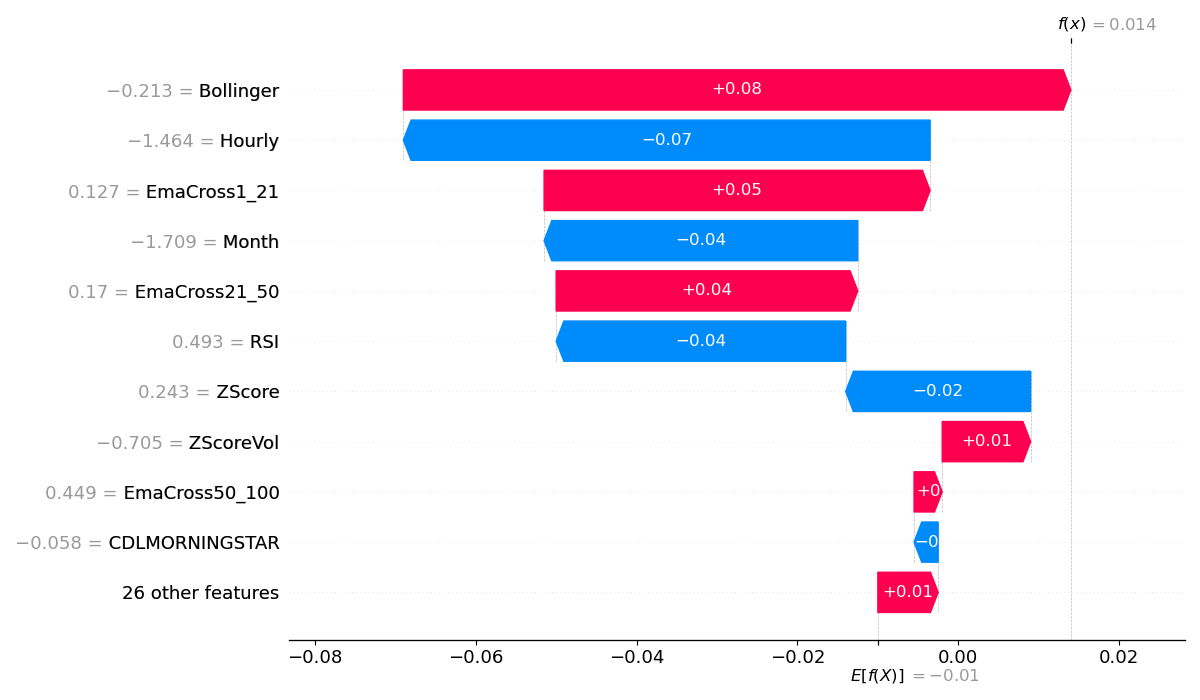 f(x) = 0.014
−0.213 = Bollinger
+0.08
−1.464 = Hourly
−0.07
0.127 = EmaCross1_21
+0.05
−1.709 = Month
−0.04
0.17 = EmaCross21_50
+0.04
0.493 = RSI
−0.04
0.243 = ZScore
−0.02
−0.705 = ZScoreVol
+0.01
0.449 = EmaCross50_100
+0
−0.058 = CDLMORNINGSTAR
−0
26 other features
+0.01
−0.08 −0.06 −0.04 −0.02 0.00 0.02
E[f(X)] = −0.01